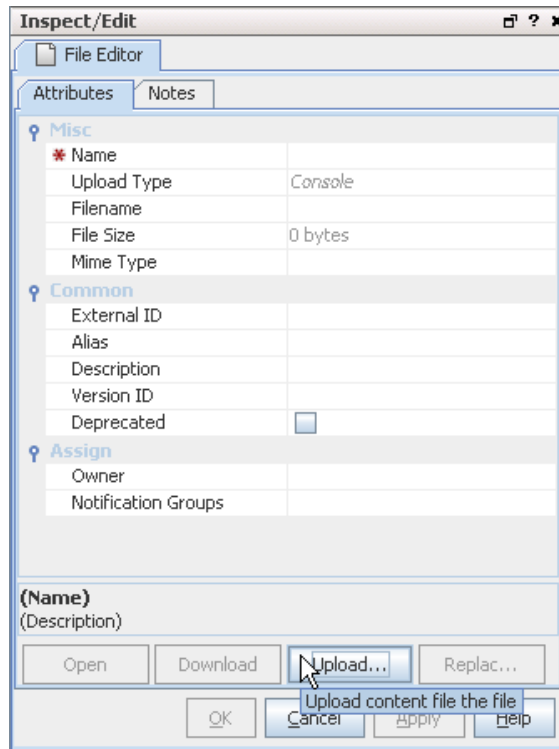 Inspect/Edit ?
File Editor
Attributes Notes
Misc
* Name
Upload Type Console
Filename
File Size 0 bytes
Mime Type
Common
External ID
Alias
Description
Version ID
Deprecated
Assign
Owner
Notification Groups
(Name)
(Description)
Open Download Upload... Replac...
Upload content file the file
OK Cancel Apply Help